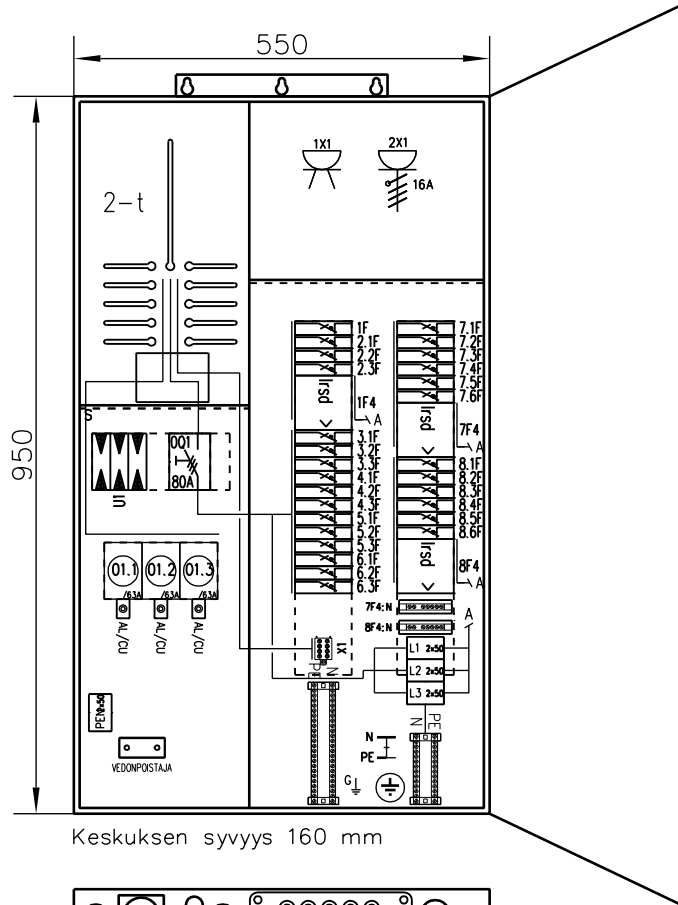 550
950
2-t
1X1
2X1
16A
1F
2.1F
2.2F
2.3F
Irsd
1F4
A
3.1F
3.2F
3.3F
4.1F
4.2F
4.3F
5.1F
5.2F
5.3F
6.1F
6.2F
6.3F
7.1F
7.2F
7.3F
7.4F
7.5F
7.6F
Irsd
7F4
A
8.1F
8.2F
8.3F
8.4F
8.5F
8.6F
Irsd
8F4
A
S
0Q1
80A
U1
01.1
01.2
01.3
/63A
/63A
/63A
AL/CU
AL/CU
AL/CU
7F4:N
8F4:N
A
X1
N
L1 2x50
L2 2x50
L3 2x50
PEN 2x50
VEDONPOISTAJA
N
PE
N
PE
G
Keskuksen syvyys 160 mm